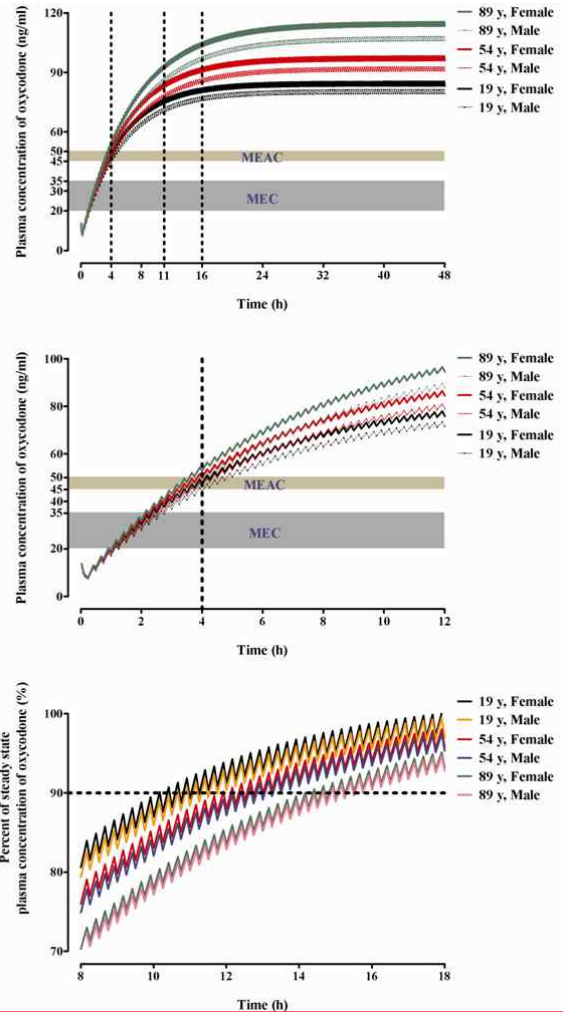 Plasma concentration of oxycodone (ng/ml)
120
90
60
50
45
35
30
20
0
MEAC
MEC
0 4 8 11 16 24 32 40 48
Time (h)
89 y, Female
89 y, Male
54 y, Female
54 y, Male
19 y, Female
19 y, Male
Plasma concentration of oxycodone (ng/ml)
100
80
60
50
45
40
35
20
0
MEAC
MEC
0 2 4 6 8 10 12
Time (h)
89 y, Female
89 y, Male
54 y, Female
54 y, Male
19 y, Female
19 y, Male
Percent of steady state
plasma concentration of oxycodone (%)
100
90
80
70
8 10 12 14 16 18
Time (h)
19 y, Female
19 y, Male
54 y, Female
54 y, Male
89 y, Female
89 y, Male